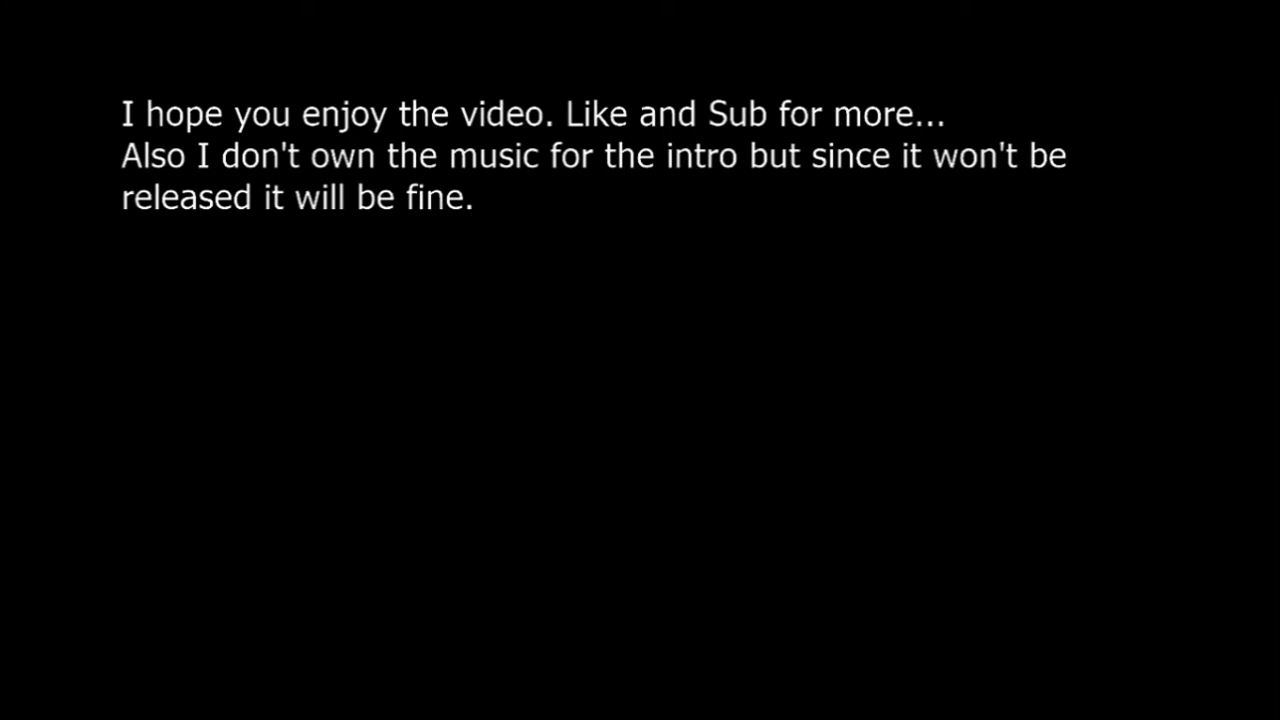 I hope you enjoy the video. Like and Sub for more...
Also I don't own the music for the intro but since it won't be
released it will be fine.